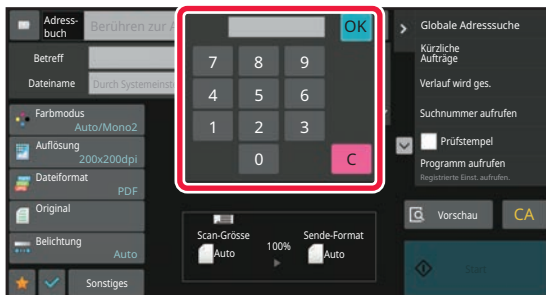 Adress-
buch
Berühren zur
OK
Betreff
Dateiname
Durch Systemeinst
7 8 9
4 5 6
1 2 3
0 C
Farbmodus
Auto/Mono2
Auflösung
200x200dpi
Dateiformat
PDF
Original
Belichtung
Auto
Sonstiges
Scan-Grösse
Auto
100%
Sende-Format
Auto
Globale Adresssuche
Kürzliche
Aufträge
Verlauf wird ges.
Suchnummer aufrufen
Prüfstempel
Programm aufrufen
Registrierte Einst. aufrufen.
Vorschau
CA
Start